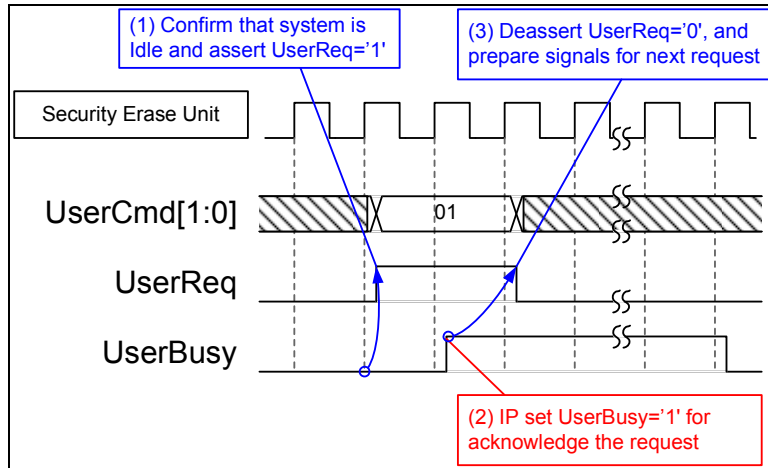 (1) Confirm that system is
Idle and assert UserReq='1'
(3) Deassert UserReq='0', and
prepare signals for next request
Security Erase Unit
UserCmd[1:0]
01
UserReq
UserBusy
(2) IP set UserBusy=’1’ for
acknowledge the request